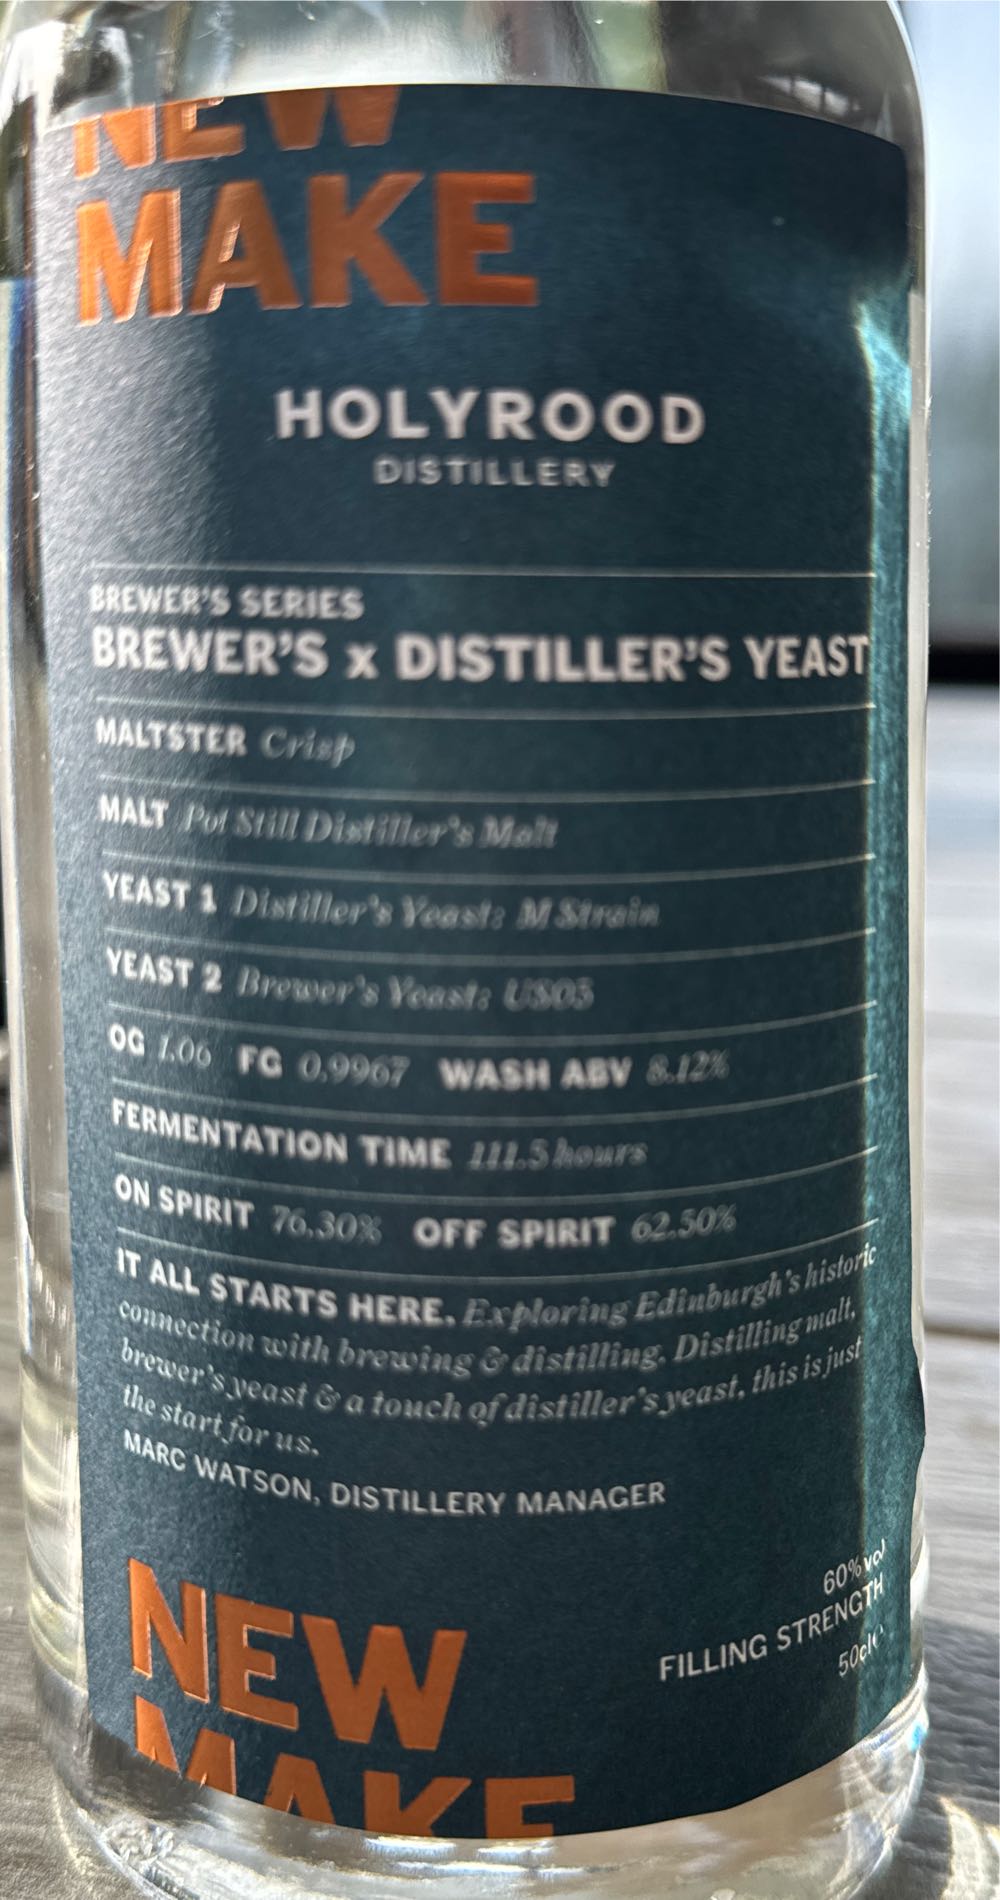 NEW
MAKE
HOLYROOD
DISTILLERY
BREWER'S SERIES
BREWER'S x DISTILLER'S YEAST
MALTSTER Crisp
MALT Pot Still Distiller's Malt
YEAST 1 Distiller's Yeast: M Strain
YEAST 2 Brewer's Yeast: US05
OG 1.06 FG 0.9967 WASH ABV 8.12%
FERMENTATION TIME 111.5 hours
ON SPIRIT 76.30% OFF SPIRIT 62.50%
IT ALL STARTS HERE. Exploring Edinburgh's historic
connection with brewing & distilling. Distilling malt,
brewer's yeast & a touch of distiller's yeast, this is just
the start for us.
MARC WATSON, DISTILLERY MANAGER
60% vol
FILLING STRENGTH
50cl
NEW
MAKE